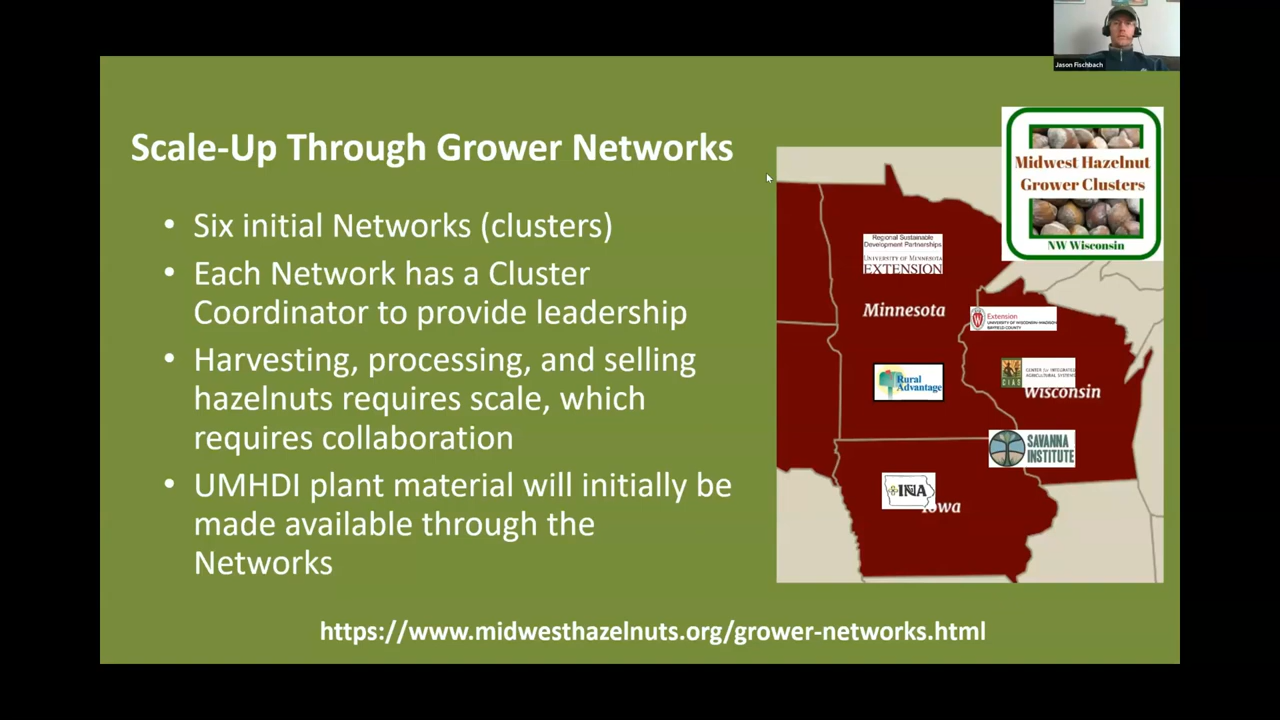 Jason Fischbach
Scale-Up Through Grower Networks
• Six initial Networks (clusters)
• Each Network has a Cluster
Coordinator to provide leadership
• Harvesting, processing, and selling
hazelnuts requires scale, which
requires collaboration
• UMHDI plant material will initially be
made available through the
Networks
Midwest Hazelnut
Grower Clusters
NW Wisconsin
Regional Sustainable
Development Partnerships
UNIVERSITY OF MINNESOTA
EXTENSION
Minnesota
Extension
UNIVERSITY OF WISCONSIN-MADISON
BAYFIELD COUNTY
Rural
Advantage
CIAS
CENTER for INTEGRATED
AGRICULTURAL SYSTEMS
Wisconsin
SAVANNA
INSTITUTE
Iowa
https://www.midwesthazelnuts.org/grower-networks.html